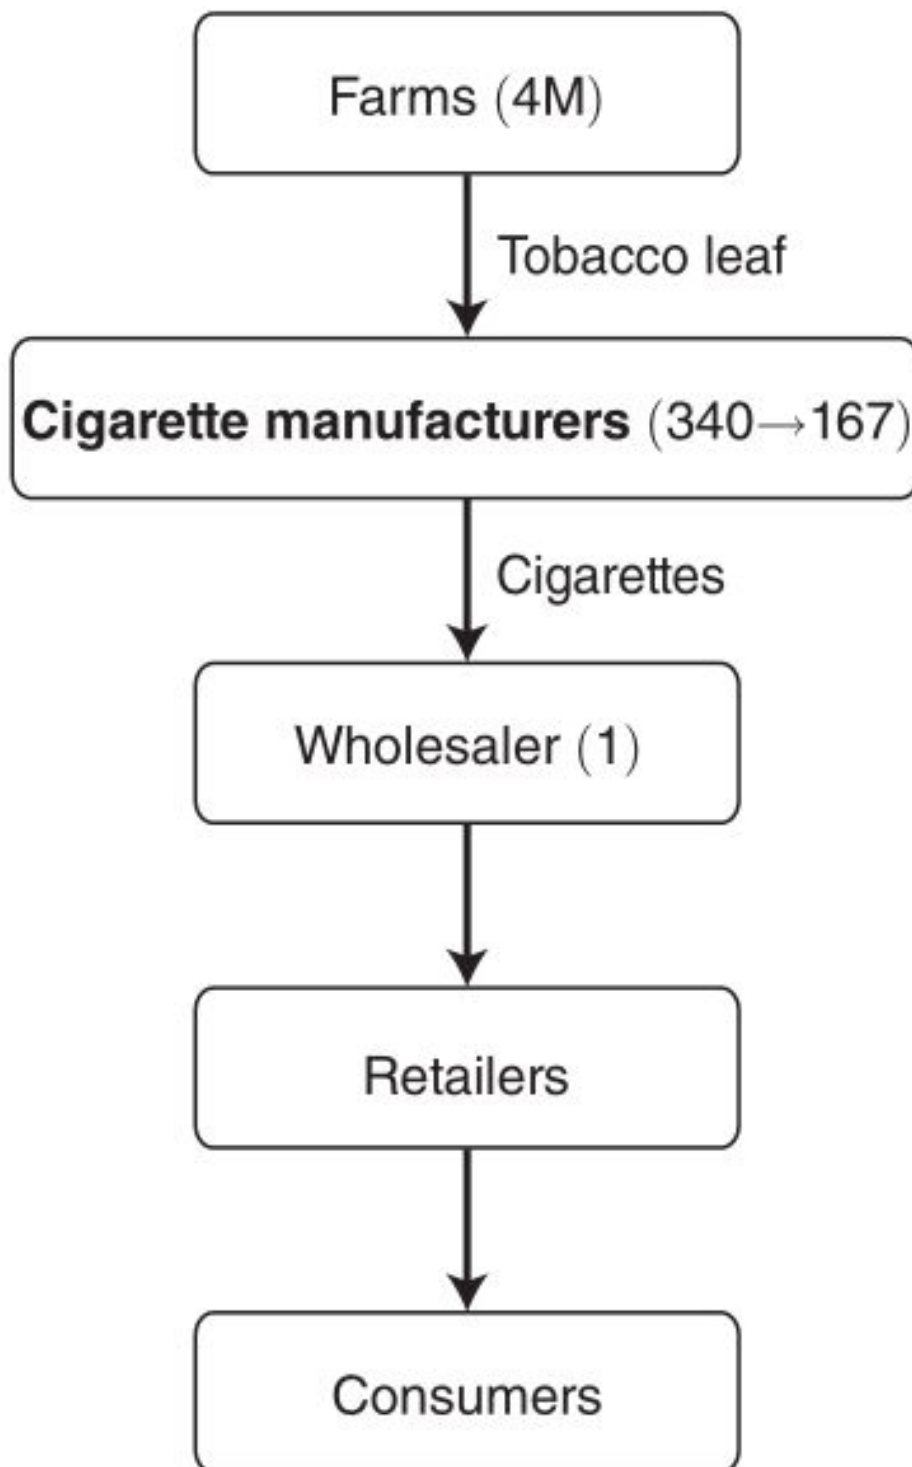 Farms (4M)
Tobacco leaf
Cigarette manufacturers (340→167)
Cigarettes
Wholesaler (1)
Retailers
Consumers